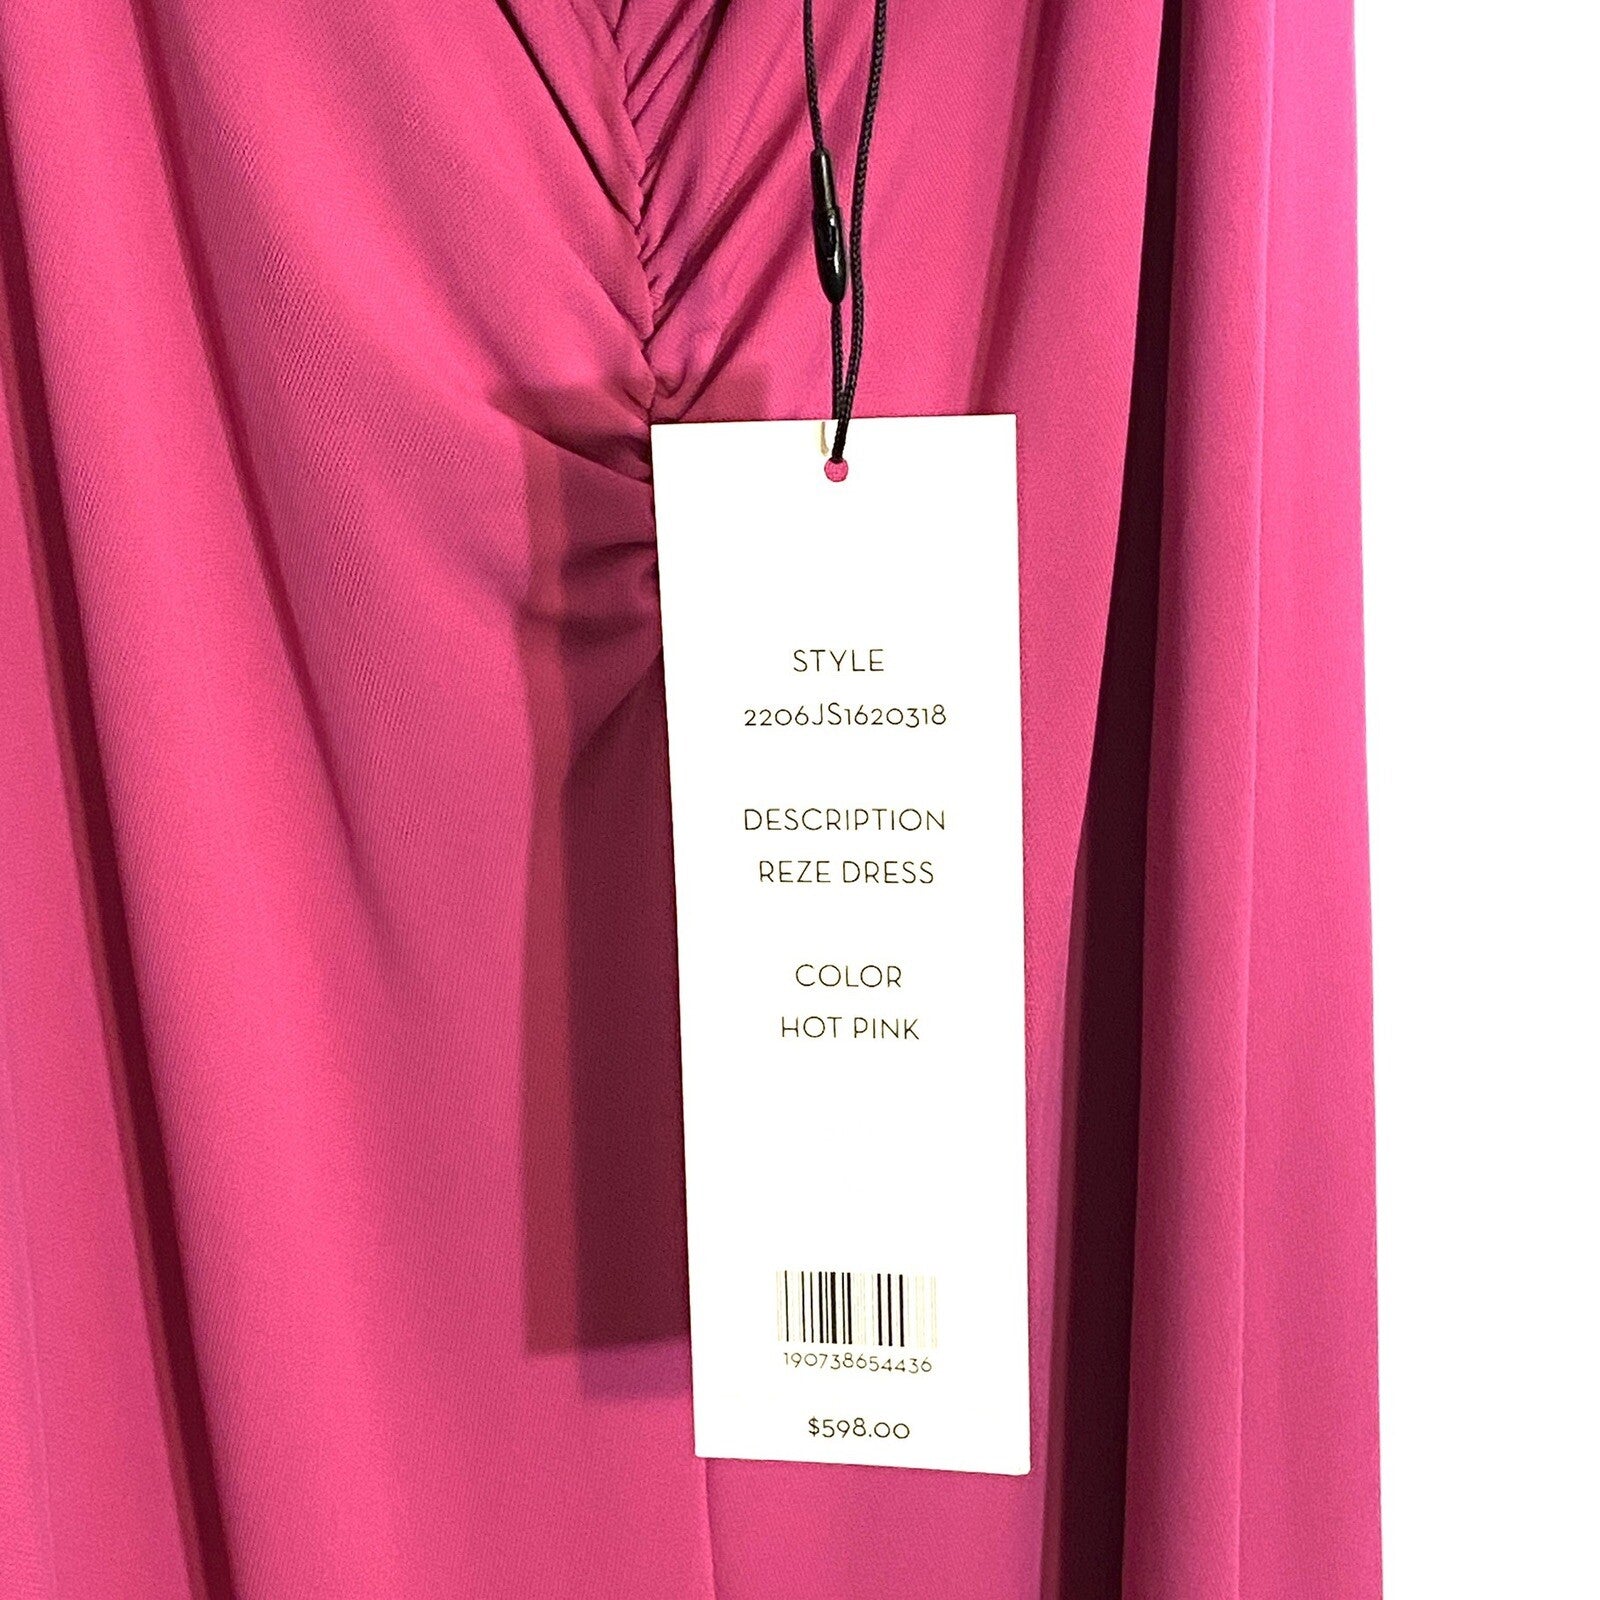 STYLE
2206JS1620318
DESCRIPTION
REZE DRESS
COLOR
HOT PINK
190738654436
$598.00